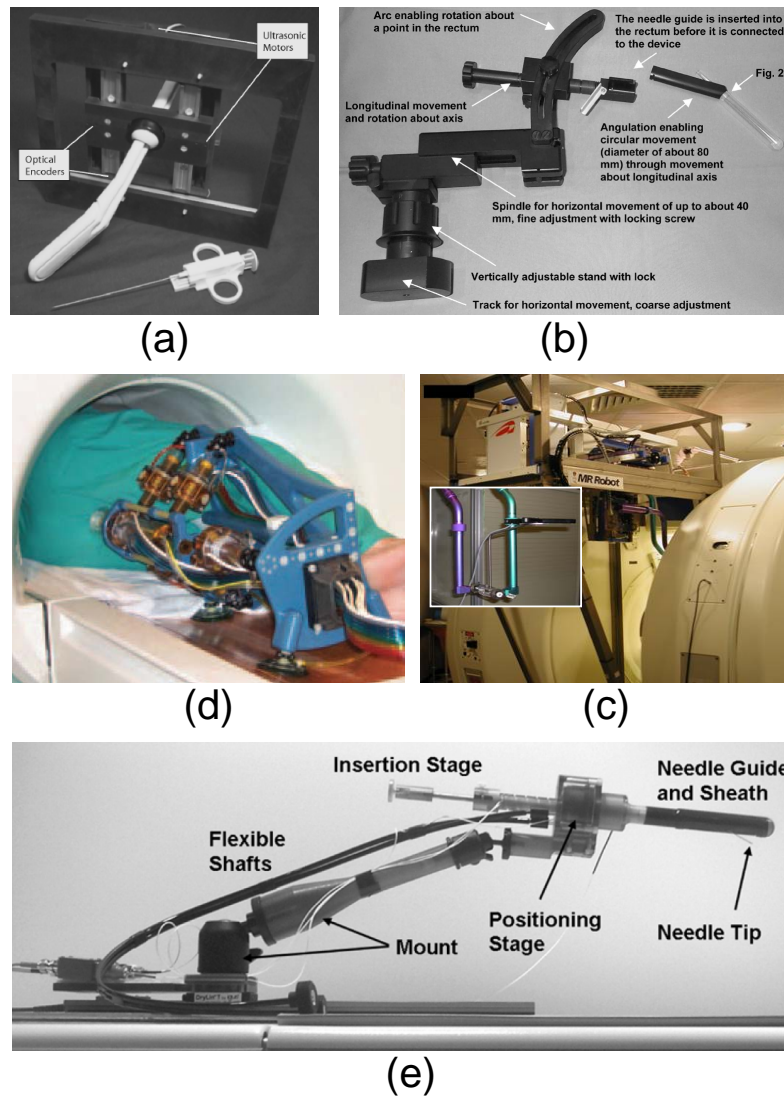 Ultrasonic
Motors
Optical
Encoders
(a)
Arc enabling rotation about
a point in the rectum
The needle guide is inserted into
the rectum before it is connected
to the device
Fig. 2
Longitudinal movement
and rotation about axis
Angulation enabling
circular movement
(diameter of about 80
mm) through movement
about longitudinal axis
Spindle for horizontal movement of up to about 40
mm, fine adjustment with locking screw
Vertically adjustable stand with lock
Track for horizontal movement, coarse adjustment
(b)
(d)
MR Robot
(c)
Insertion Stage
Needle Guide
and Sheath
Flexible
Shafts
Positioning
Stage
Needle Tip
Mount
(e)